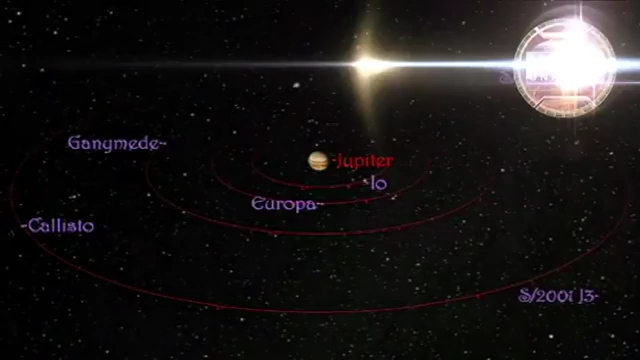 Ganymede-
-Jupiter
Io
Europa-
-Callisto
S/2001 J3-